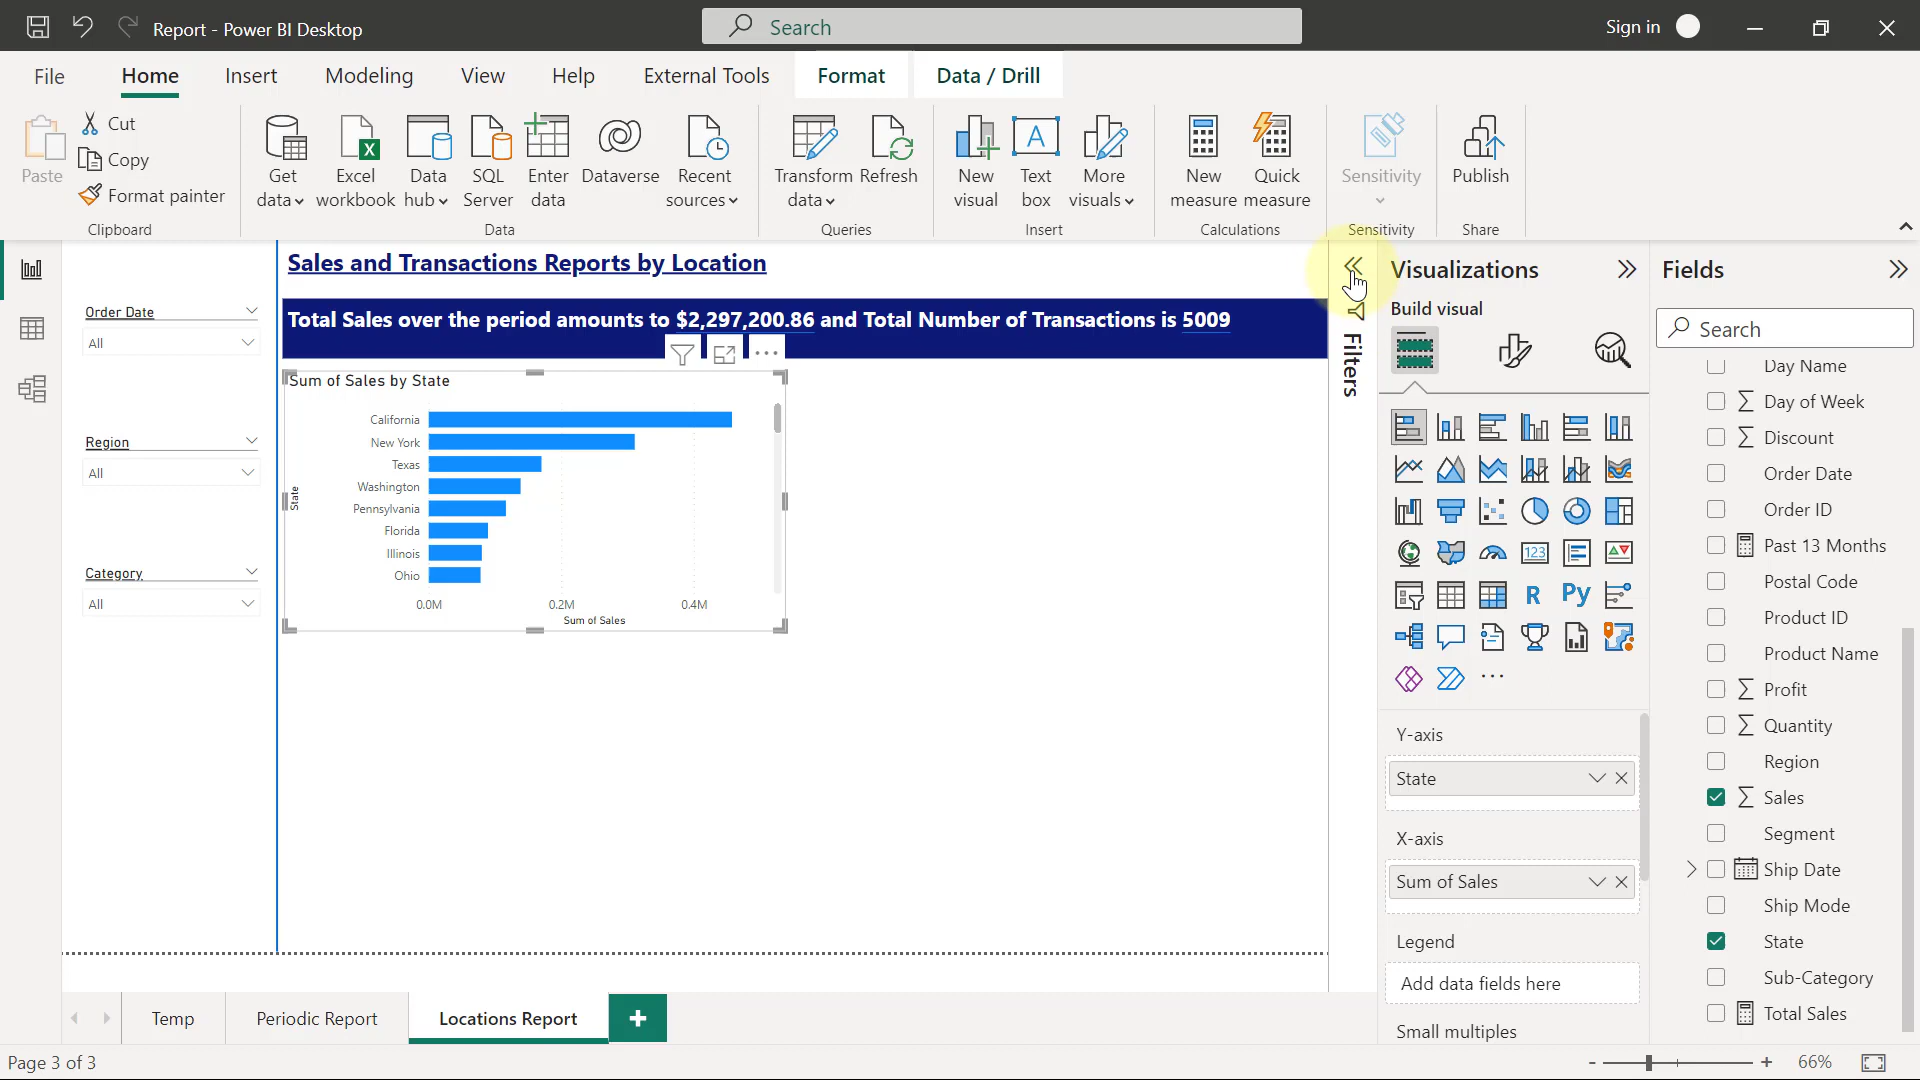 Report - Power BI Desktop
Search
Sign in
File
Home
Insert
Modeling
View
Help
External Tools
Format
Data / Drill
Paste
Cut
Copy
Format painter
Clipboard
Get data
Excel workbook
Data hub
SQL Server
Enter data
Dataverse
Recent sources
Data
Transform data
Refresh
Queries
New visual
A
Text box
More visuals
Insert
New measure
Quick measure
Calculations
Sensitivity
Sensitivity
Publish
Share
Order Date
All
Region
All
Category
All
Sales and Transactions Reports by Location
Total Sales over the period amounts to $2,297,200.86 and Total Number of Transactions is 5009
Sum of Sales by State
State
California
New York
Texas
Washington
Pennsylvania
Florida
Illinois
Ohio
0.0M
0.2M
0.4M
Sum of Sales
Filters
Visualizations
Build visual
123
R
Py
Y-axis
State
X-axis
Sum of Sales
Legend
Add data fields here
Small multiples
Fields
Search
Day Name
Day of Week
Discount
Order Date
Order ID
Past 13 Months
Postal Code
Product ID
Product Name
Profit
Quantity
Region
Sales
Segment
Ship Date
Ship Mode
State
Sub-Category
Total Sales
Temp
Periodic Report
Locations Report
Page 3 of 3
- + 66%